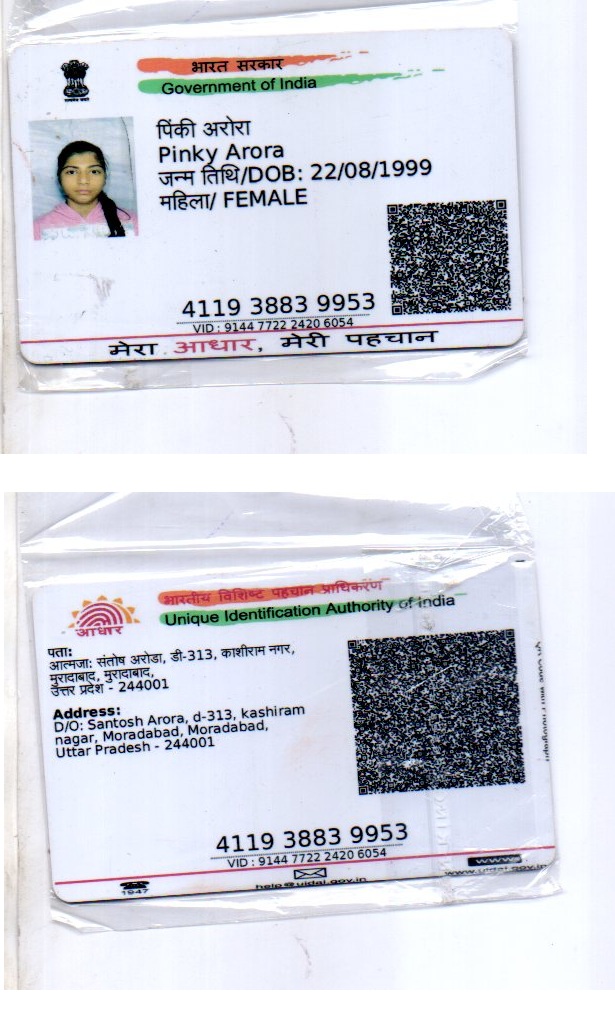 भारत सरकार
Government of India
पिंकी अरोरा
Pinky Arora
जन्म तिथि/DOB: 22/08/1999
महिला/ FEMALE
4119 3883 9953
VID : 9144 7722 2420 6054
मेरा आधार, मेरी पहचान
भारतीय विशिष्ट पहचान प्राधिकरण
Unique Identification Authority of India
आधार
पता:
आत्मजा: संतोष अरोडा, डी-313, काशीराम नगर,
मुरादाबाद, मुरादाबाद,
उत्तर प्रदेश - 244001
Address:
D/O: Santosh Arora, d-313, kashiram
nagar, Moradabad, Moradabad,
Uttar Pradesh - 244001
4119 3883 9953
VID : 9144 7722 2420 6054
1947
help@uidai.gov.in
www.uidai.gov.in